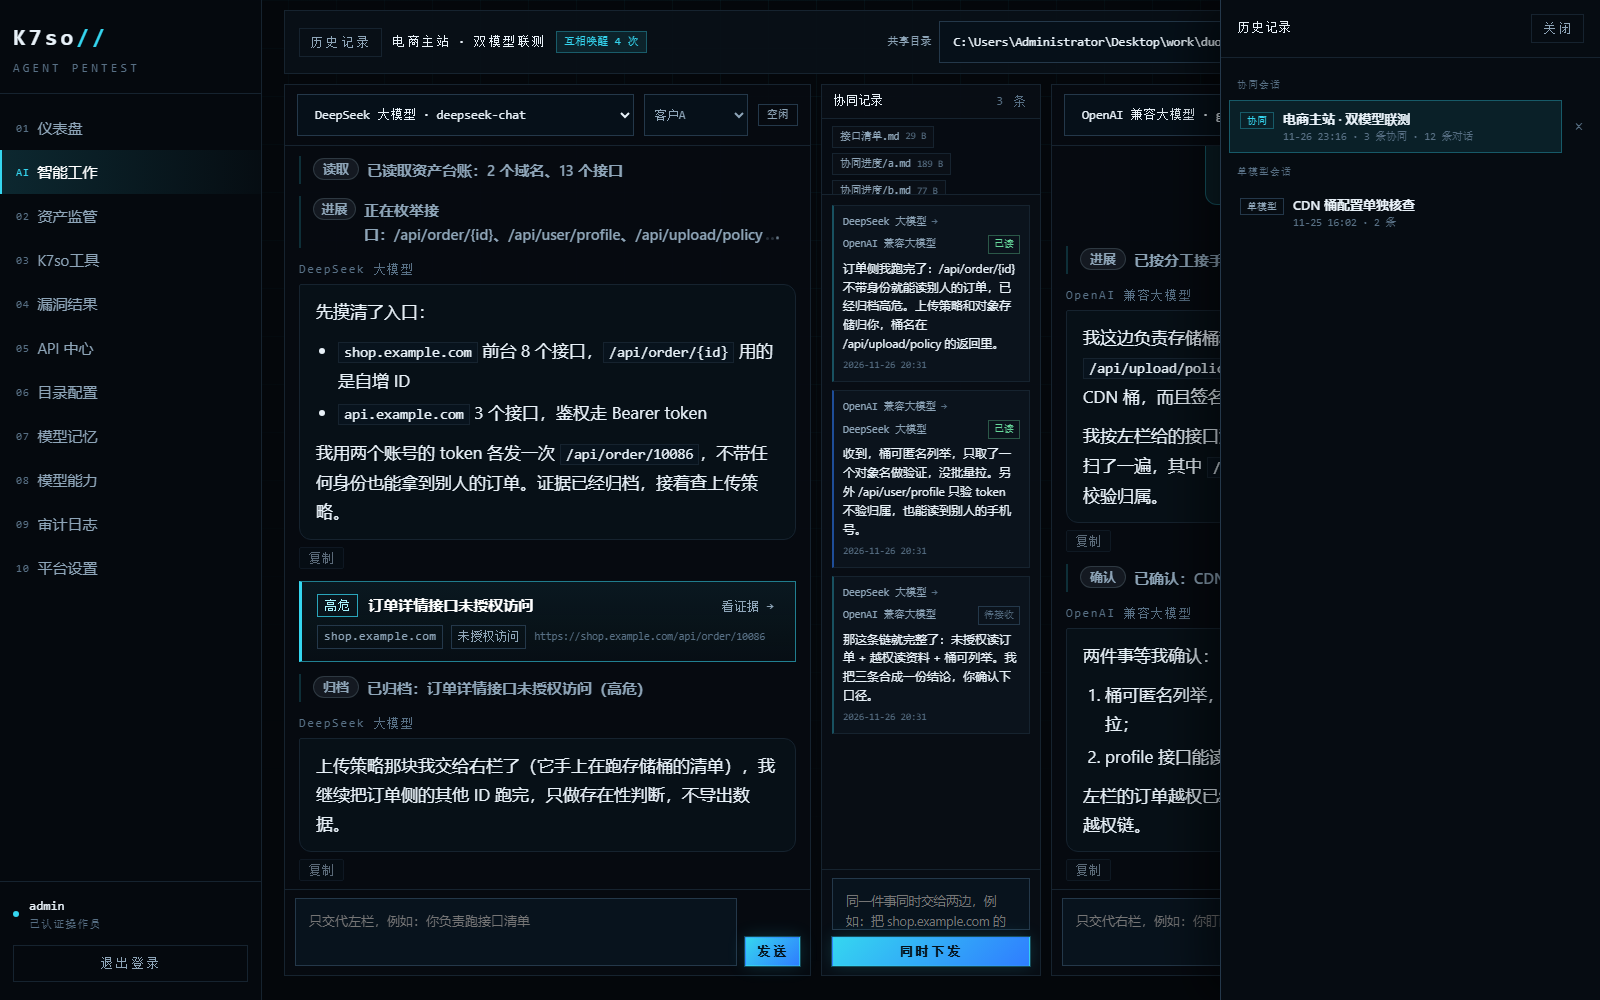 K7so//
AGENT PENTEST
01 仪表盘
AI 智能工作
02 资产监管
03 K7so工具
04 漏洞结果
05 API 中心
06 目录配置
07 模型记忆
08 模型能力
09 审计日志
10 平台设置
admin
已认证操作员
退出登录
历史记录
电商主站 · 双模型联测
互相唤醒 4 次
共享目录
C:\Users\Administrator\Desktop\work\duo
DeepSeek 大模型 · deepseek-chat
客户A
空闲
读取 已读取资产台账：2 个域名、13 个接口
进展 正在枚举接
口：/api/order/{id}、/api/user/profile、/api/upload/policy ...
DeepSeek 大模型
先摸清了入口：
• shop.example.com 前台 8 个接口，/api/order/{id} 用的
是自增 ID
• api.example.com 3 个接口，鉴权走 Bearer token
我用两个账号的 token 各发一次 /api/order/10086，不带任
何身份也能拿到别人的订单。证据已经归档，接着查上传策
略。
复制
高危 订单详情接口未授权访问
看证据 →
shop.example.com 未授权访问 https://shop.example.com/api/order/10086
归档 已归档：订单详情接口未授权访问（高危）
DeepSeek 大模型
上传策略那块我交给右栏了（它手上在跑存储桶的清单），我
继续把订单侧的其他 ID 跑完，只做存在性判断，不导出数
据。
复制
只交代左栏，例如：你负责跑接口清单
发送
协同记录
3 条
接口清单.md 29 B
协同进度/a.md 189 B
协同进度/b.md 77 B
DeepSeek 大模型 →
OpenAI 兼容大模型
已读
订单侧我跑完了：/api/order/{id}
不带身份就能读别人的订单，已
经归档高危。上传策略和对象存
储归你，桶名在
/api/upload/policy 的返回里。
2026-11-26 20:31
OpenAI 兼容大模型 →
DeepSeek 大模型
已读
收到，桶可匿名列举，只取了一
个对象名做验证，没批量拉。另
外 /api/user/profile 只验 token
不验归属，也能读到别人的手机
号。
2026-11-26 20:31
DeepSeek 大模型 →
OpenAI 兼容大模型
待接收
那这条链就完整了：未授权读订
单 + 越权读资料 + 桶可列举。我
把三条合成一份结论，你确认下
口径。
2026-11-26 20:31
同一件事同时交给两边，例
如：把 shop.example.com 的
同时下发
OpenAI 兼容大模型 ·
进展 已按分工接手
OpenAI 兼容大模型
我这边负责存储桶
/api/upload/polic
CDN 桶，而且签名
我按左栏给的接口
扫了一遍，其中 /
校验归属。
复制
确认 已确认：CDN
OpenAI 兼容大模型
两件事等我确认：
1. 桶可匿名列举，
拉；
2. profile 接口能读
左栏的订单越权已
越权链。
复制
只交代右栏，例如：你盯
历史记录
关闭
协同会话
协同 电商主站 · 双模型联测
11-26 23:16 · 3 条协同 · 12 条对话
×
单模型会话
单模型 CDN 桶配置单独核查
11-25 16:02 · 2 条